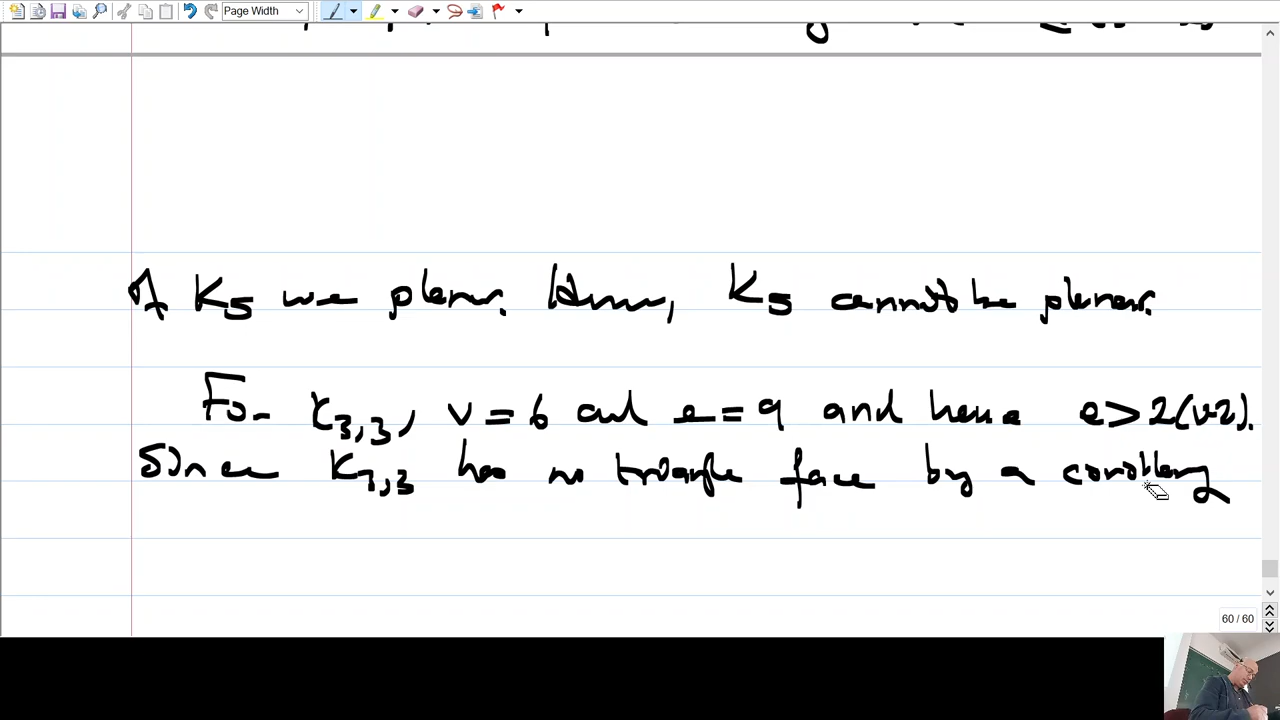 Page Width
If K5 were planar. Hence, K5 cannot be planar.
For K3,3, v = 6 and e = 9 and hence e > 2(v-2).
Since K3,3 has no triangle face by a corollary
60 / 60